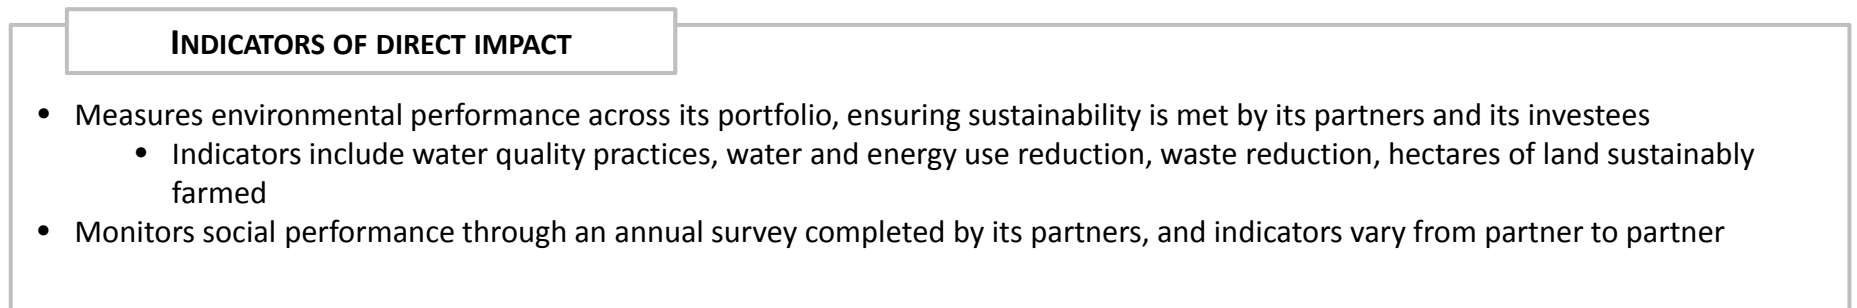 INDICATORS OF DIRECT IMPACT
• Measures environmental performance across its portfolio, ensuring sustainability is met by its partners and its investees
• Indicators include water quality practices, water and energy use reduction, waste reduction, hectares of land sustainably
farmed
• Monitors social performance through an annual survey completed by its partners, and indicators vary from partner to partner